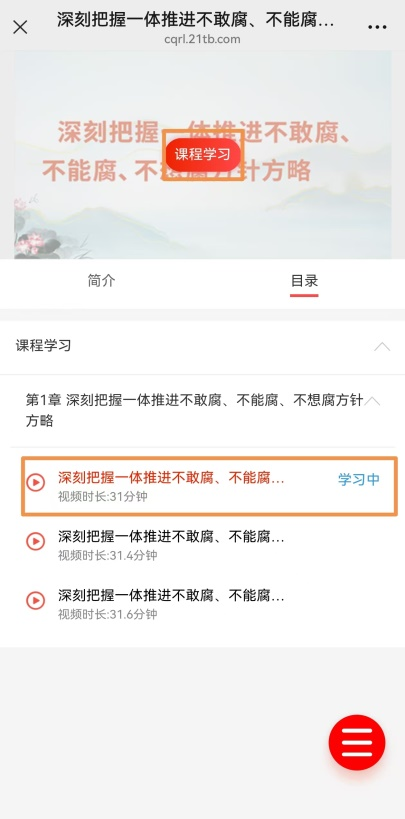 深刻把握一体推进不敢腐、不能腐...
cqrl.21tb.com
深刻把握一体推进不敢腐、
课程学习
不能腐、不想腐方针方略
简介
目录
课程学习
第1章 深刻把握一体推进不敢腐、不能腐、不想腐方针
方略
深刻把握一体推进不敢腐、不能腐...
学习中
视频时长:31分钟
深刻把握一体推进不敢腐、不能腐...
视频时长:31.4分钟
深刻把握一体推进不敢腐、不能腐...
视频时长:31.6分钟